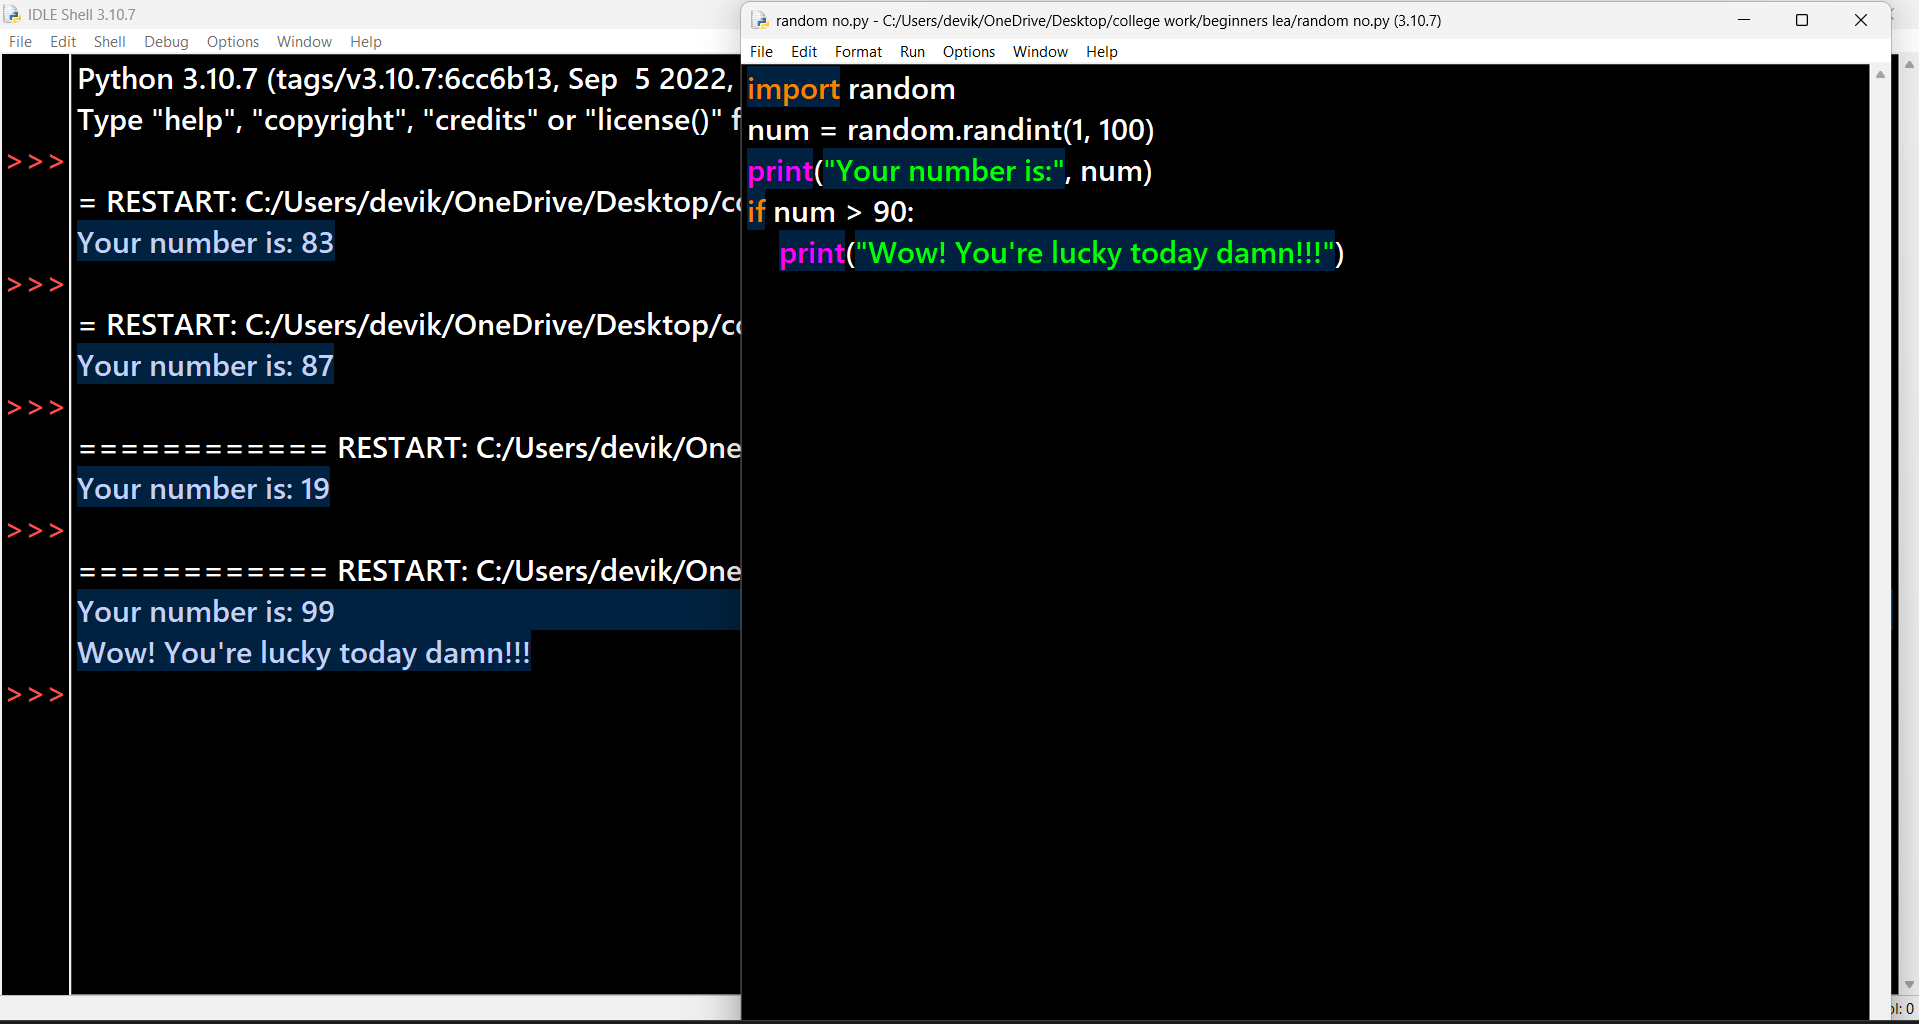 IDLE Shell 3.10.7
File Edit Shell Debug Options Window Help
Python 3.10.7 (tags/v3.10.7:6cc6b13, Sep  5 2022,
Type "help", "copyright", "credits" or "license()"
>>>
= RESTART: C:/Users/devik/OneDrive/Desktop/
Your number is: 83
>>>
= RESTART: C:/Users/devik/OneDrive/Desktop/
Your number is: 87
>>>
============ RESTART: C:/Users/devik/One
Your number is: 19
>>>
============ RESTART: C:/Users/devik/One
Your number is: 99
Wow! You're lucky today damn!!!
>>>
random no.py - C:/Users/devik/OneDrive/Desktop/college work/beginners lea/random no.py (3.10.7)
File Edit Format Run Options Window Help
import random
num = random.randint(1, 100)
print("Your number is:", num)
if num > 90:
    print("Wow! You're lucky today damn!!!")
ol: 0